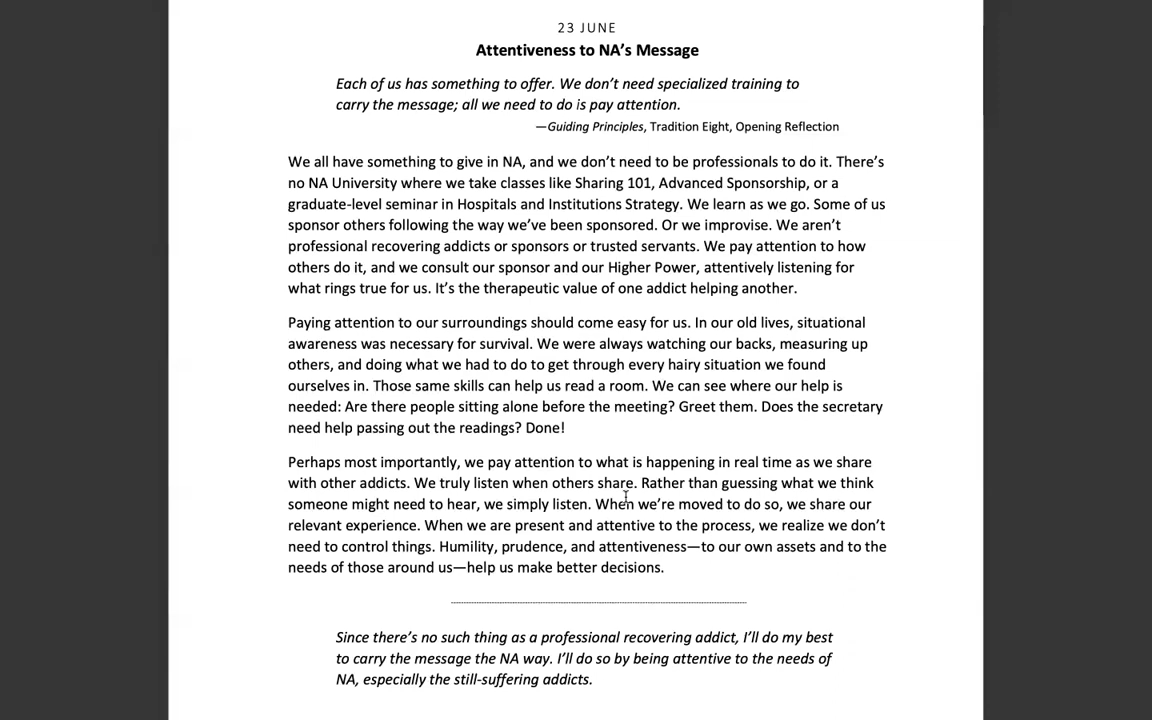 23 JUNE
Attentiveness to NA’s Message
Each of us has something to offer. We don’t need specialized training to
carry the message; all we need to do is pay attention.
—Guiding Principles, Tradition Eight, Opening Reflection
We all have something to give in NA, and we don’t need to be professionals to do it. There’s
no NA University where we take classes like Sharing 101, Advanced Sponsorship, or a
graduate-level seminar in Hospitals and Institutions Strategy. We learn as we go. Some of us
sponsor others following the way we’ve been sponsored. Or we improvise. We aren’t
professional recovering addicts or sponsors or trusted servants. We pay attention to how
others do it, and we consult our sponsor and our Higher Power, attentively listening for
what rings true for us. It’s the therapeutic value of one addict helping another.
Paying attention to our surroundings should come easy for us. In our old lives, situational
awareness was necessary for survival. We were always watching our backs, measuring up
others, and doing what we had to do to get through every hairy situation we found
ourselves in. Those same skills can help us read a room. We can see where our help is
needed: Are there people sitting alone before the meeting? Greet them. Does the secretary
need help passing out the readings? Done!
Perhaps most importantly, we pay attention to what is happening in real time as we share
with other addicts. We truly listen when others share. Rather than guessing what we think
someone might need to hear, we simply listen. When we’re moved to do so, we share our
relevant experience. When we are present and attentive to the process, we realize we don’t
need to control things. Humility, prudence, and attentiveness—to our own assets and to the
needs of those around us—help us make better decisions.
Since there’s no such thing as a professional recovering addict, I’ll do my best
to carry the message the NA way. I’ll do so by being attentive to the needs of
NA, especially the still-suffering addicts.